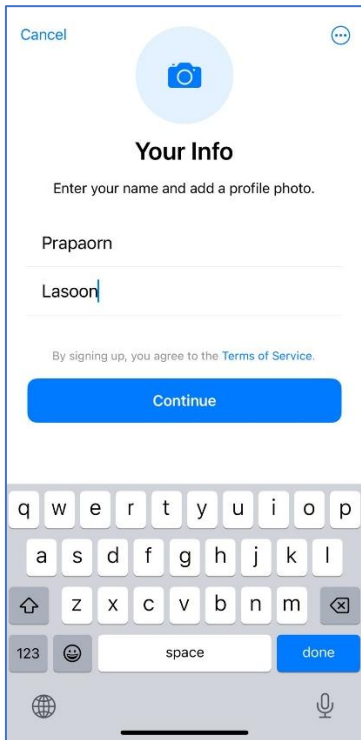 Cancel
Your Info
Enter your name and add a profile photo.
Prapaorn
Lasoon
By signing up, you agree to the Terms of Service.
Continue
q w e r t y u i o p
a s d f g h j k l
z x c v b n m
123 space done